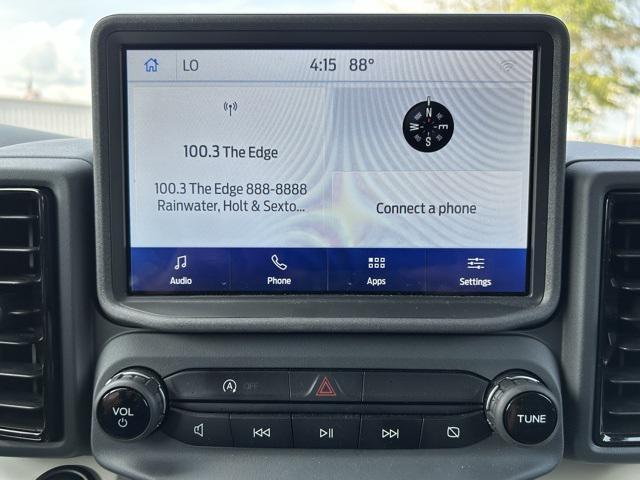 LO 4:15 88°
100.3 The Edge
N
W E
S
100.3 The Edge 888-8888
Rainwater, Holt & Sexto...
Connect a phone
Audio Phone Apps Settings
A OFF
VOL
TUNE